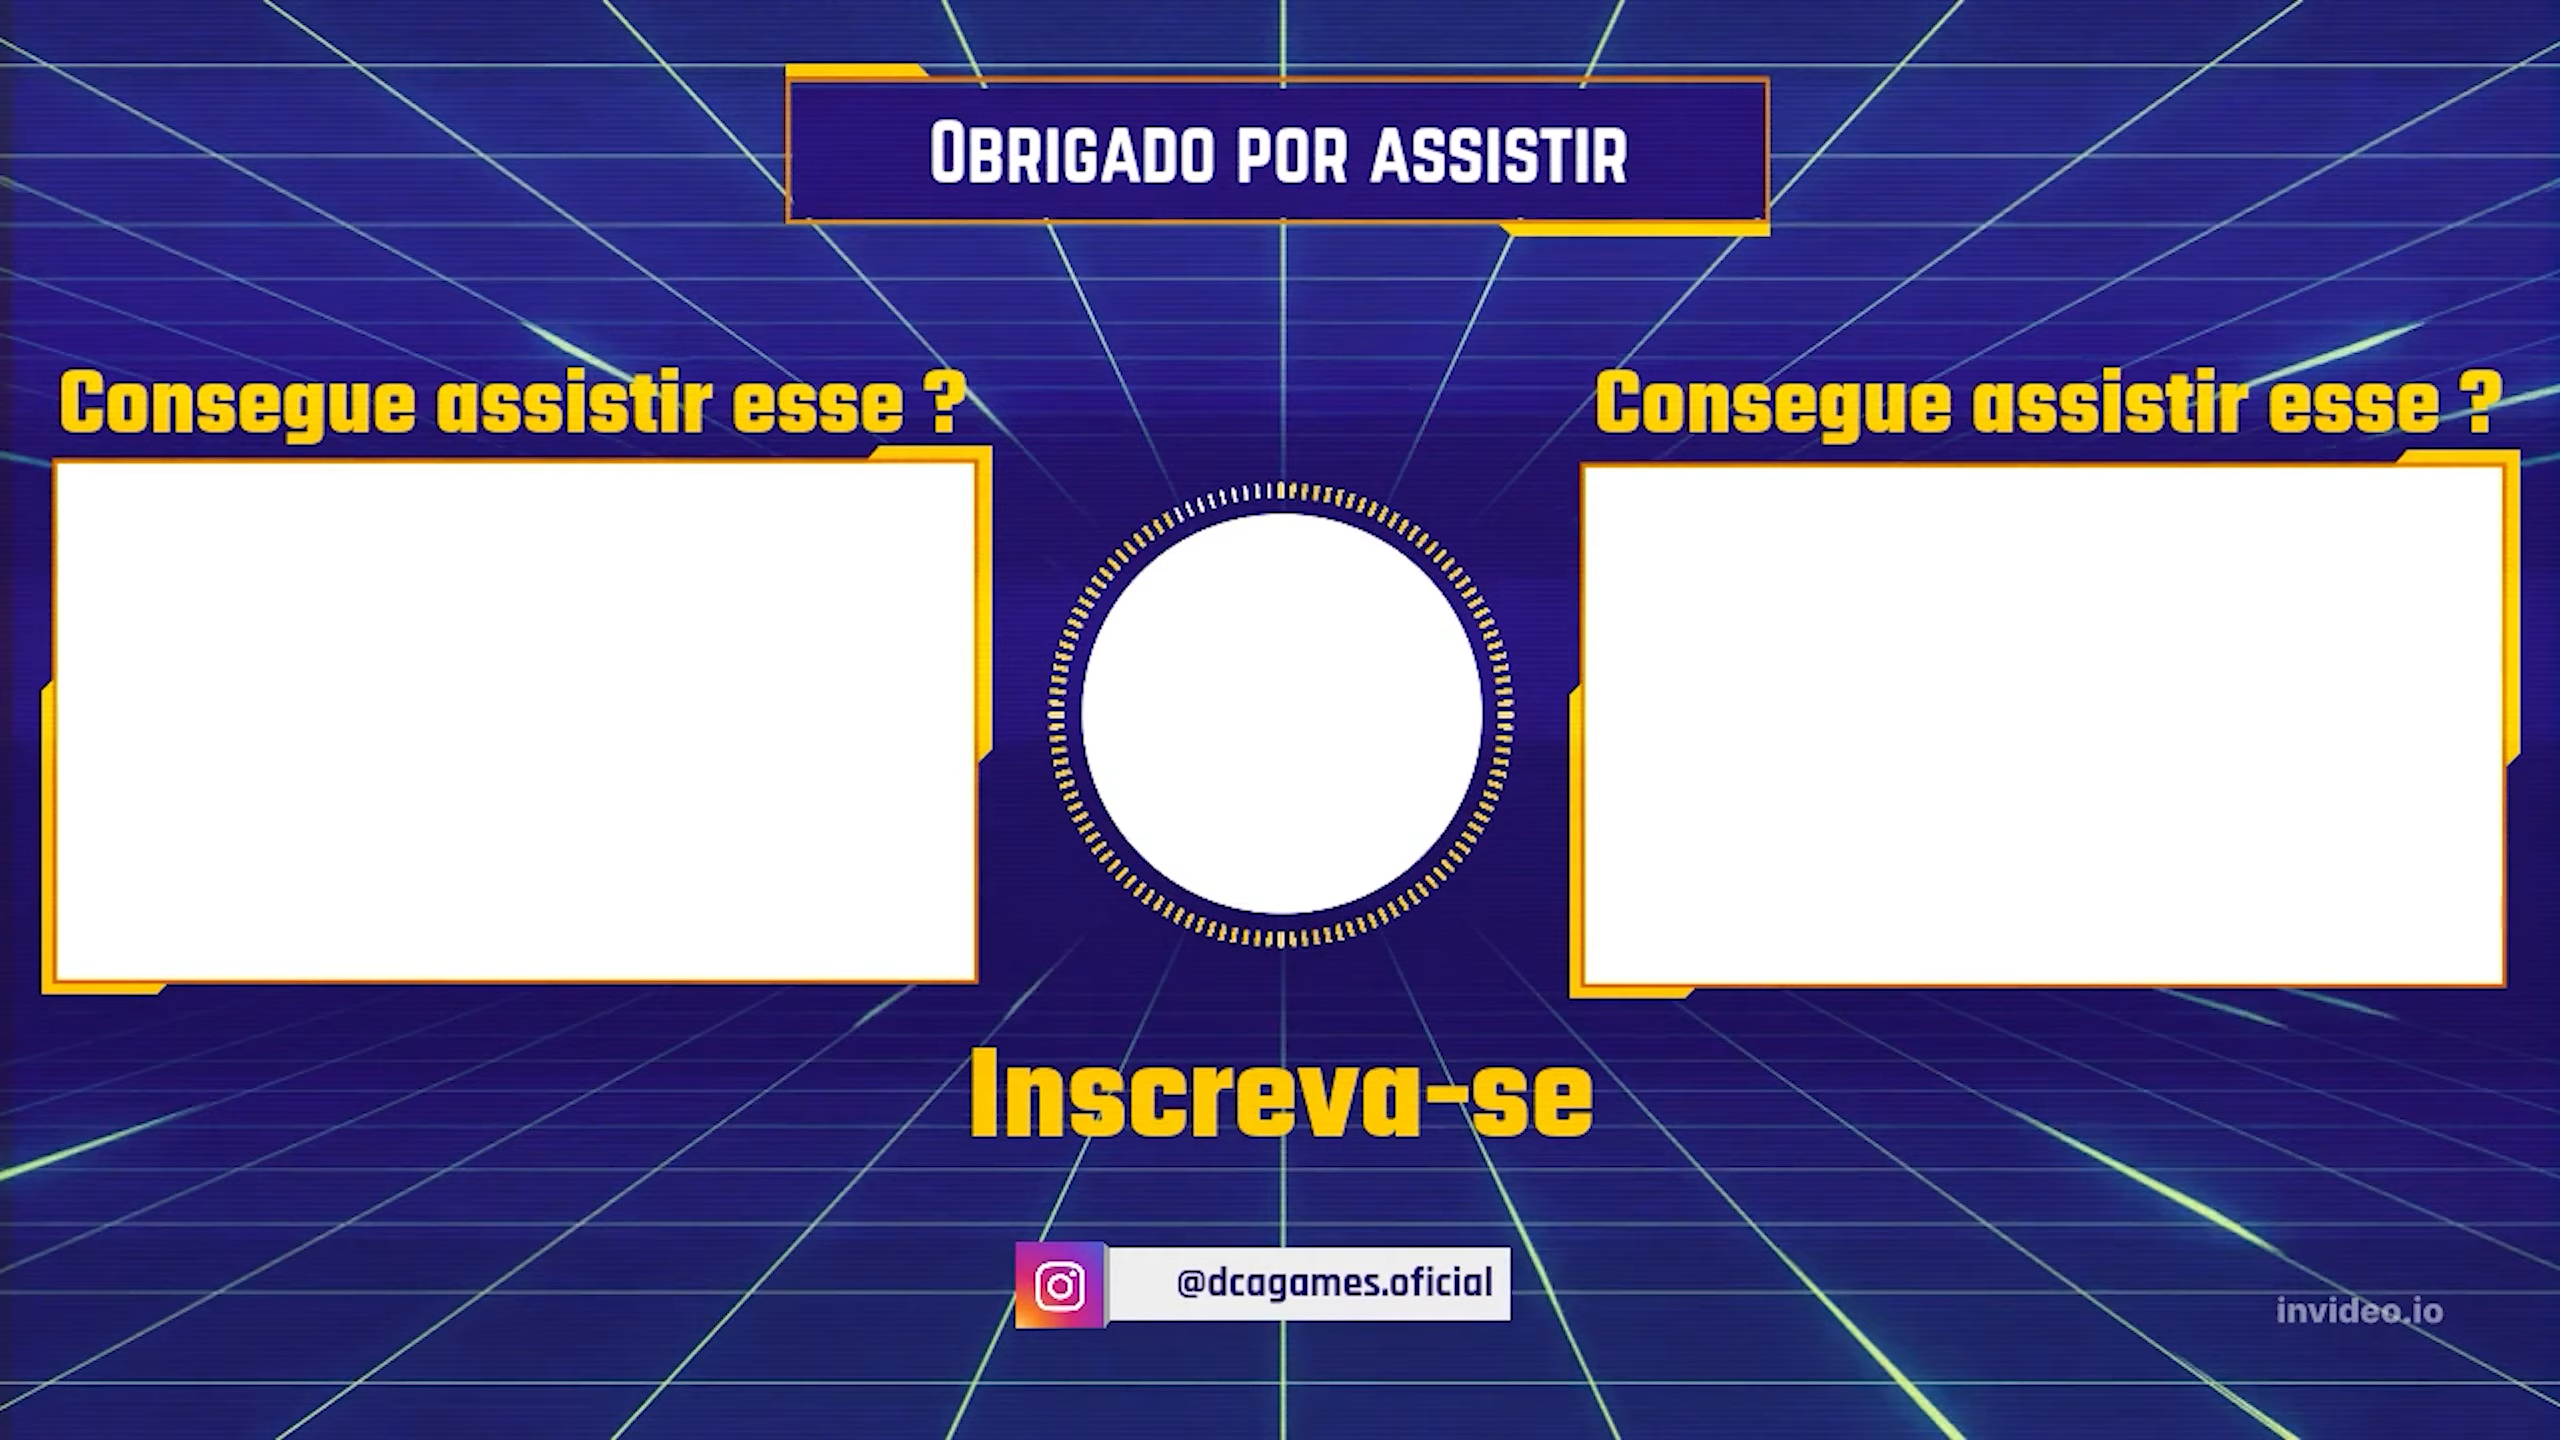 Obrigado por assistir
Consegue assistir esse ?
Consegue assistir esse ?
Inscreva-se
@dcagames.oficial
invideo.io